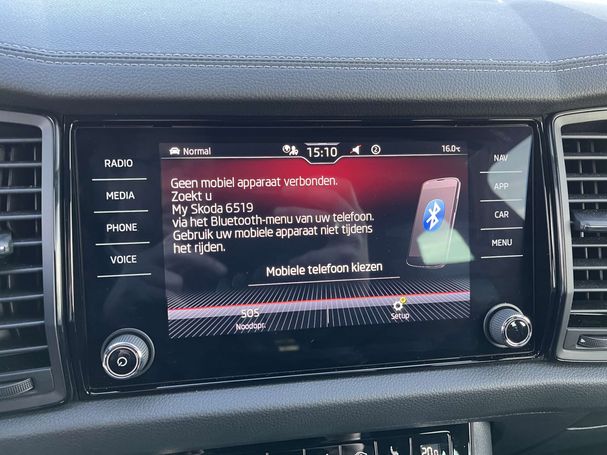 Normal 15:10 2 16.0°C
RADIO
MEDIA
PHONE
VOICE
Geen mobiel apparaat verbonden.
Zoekt u
My Skoda 6519
via het Bluetooth-menu van uw telefoon.
Gebruik uw mobiele apparaat niet tijdens
het rijden.
Mobiele telefoon kiezen
SOS
Noodopr.
Setup
NAV
APP
CAR
MENU